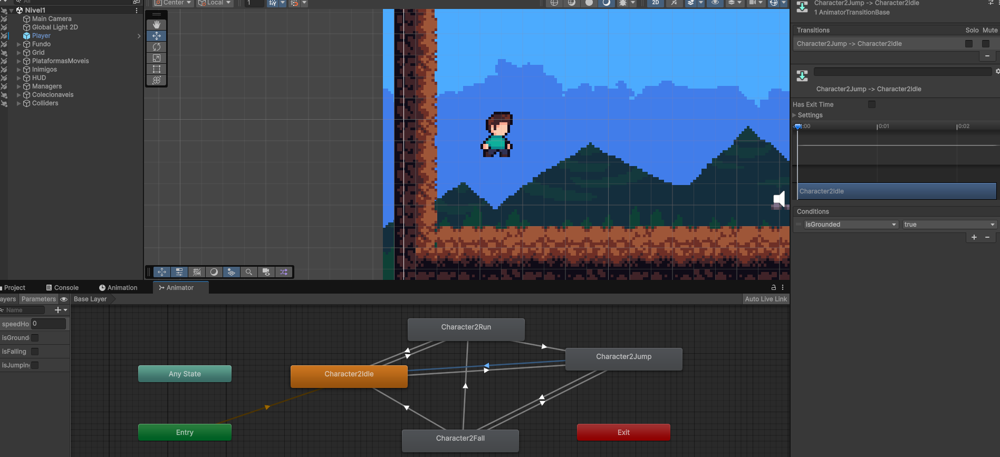 All
Nivel1
Main Camera
Global Light 2D
Player
Fundo
Grid
PlataformasMoveis
Inimigos
HUD
Managers
Colecionaveis
Colliders
Center
Local
1
2D
Character2Jump -> Character2Idle
1 AnimatorTransitionBase
Transitions
Solo
Mute
Character2Jump -> Character2Idle
Character2Jump -> Character2Idle
Has Exit Time
Settings
:00
0:01
0:02
Character2Idle
Conditions
isGrounded
true
Project
Console
Animation
Animator
ayers
Parameters
Base Layer
Auto Live Link
Name
speedHo
0
isGround
isFalling
isJumpin
Character2Run
Character2Jump
Any State
Character2Idle
Entry
Character2Fall
Exit